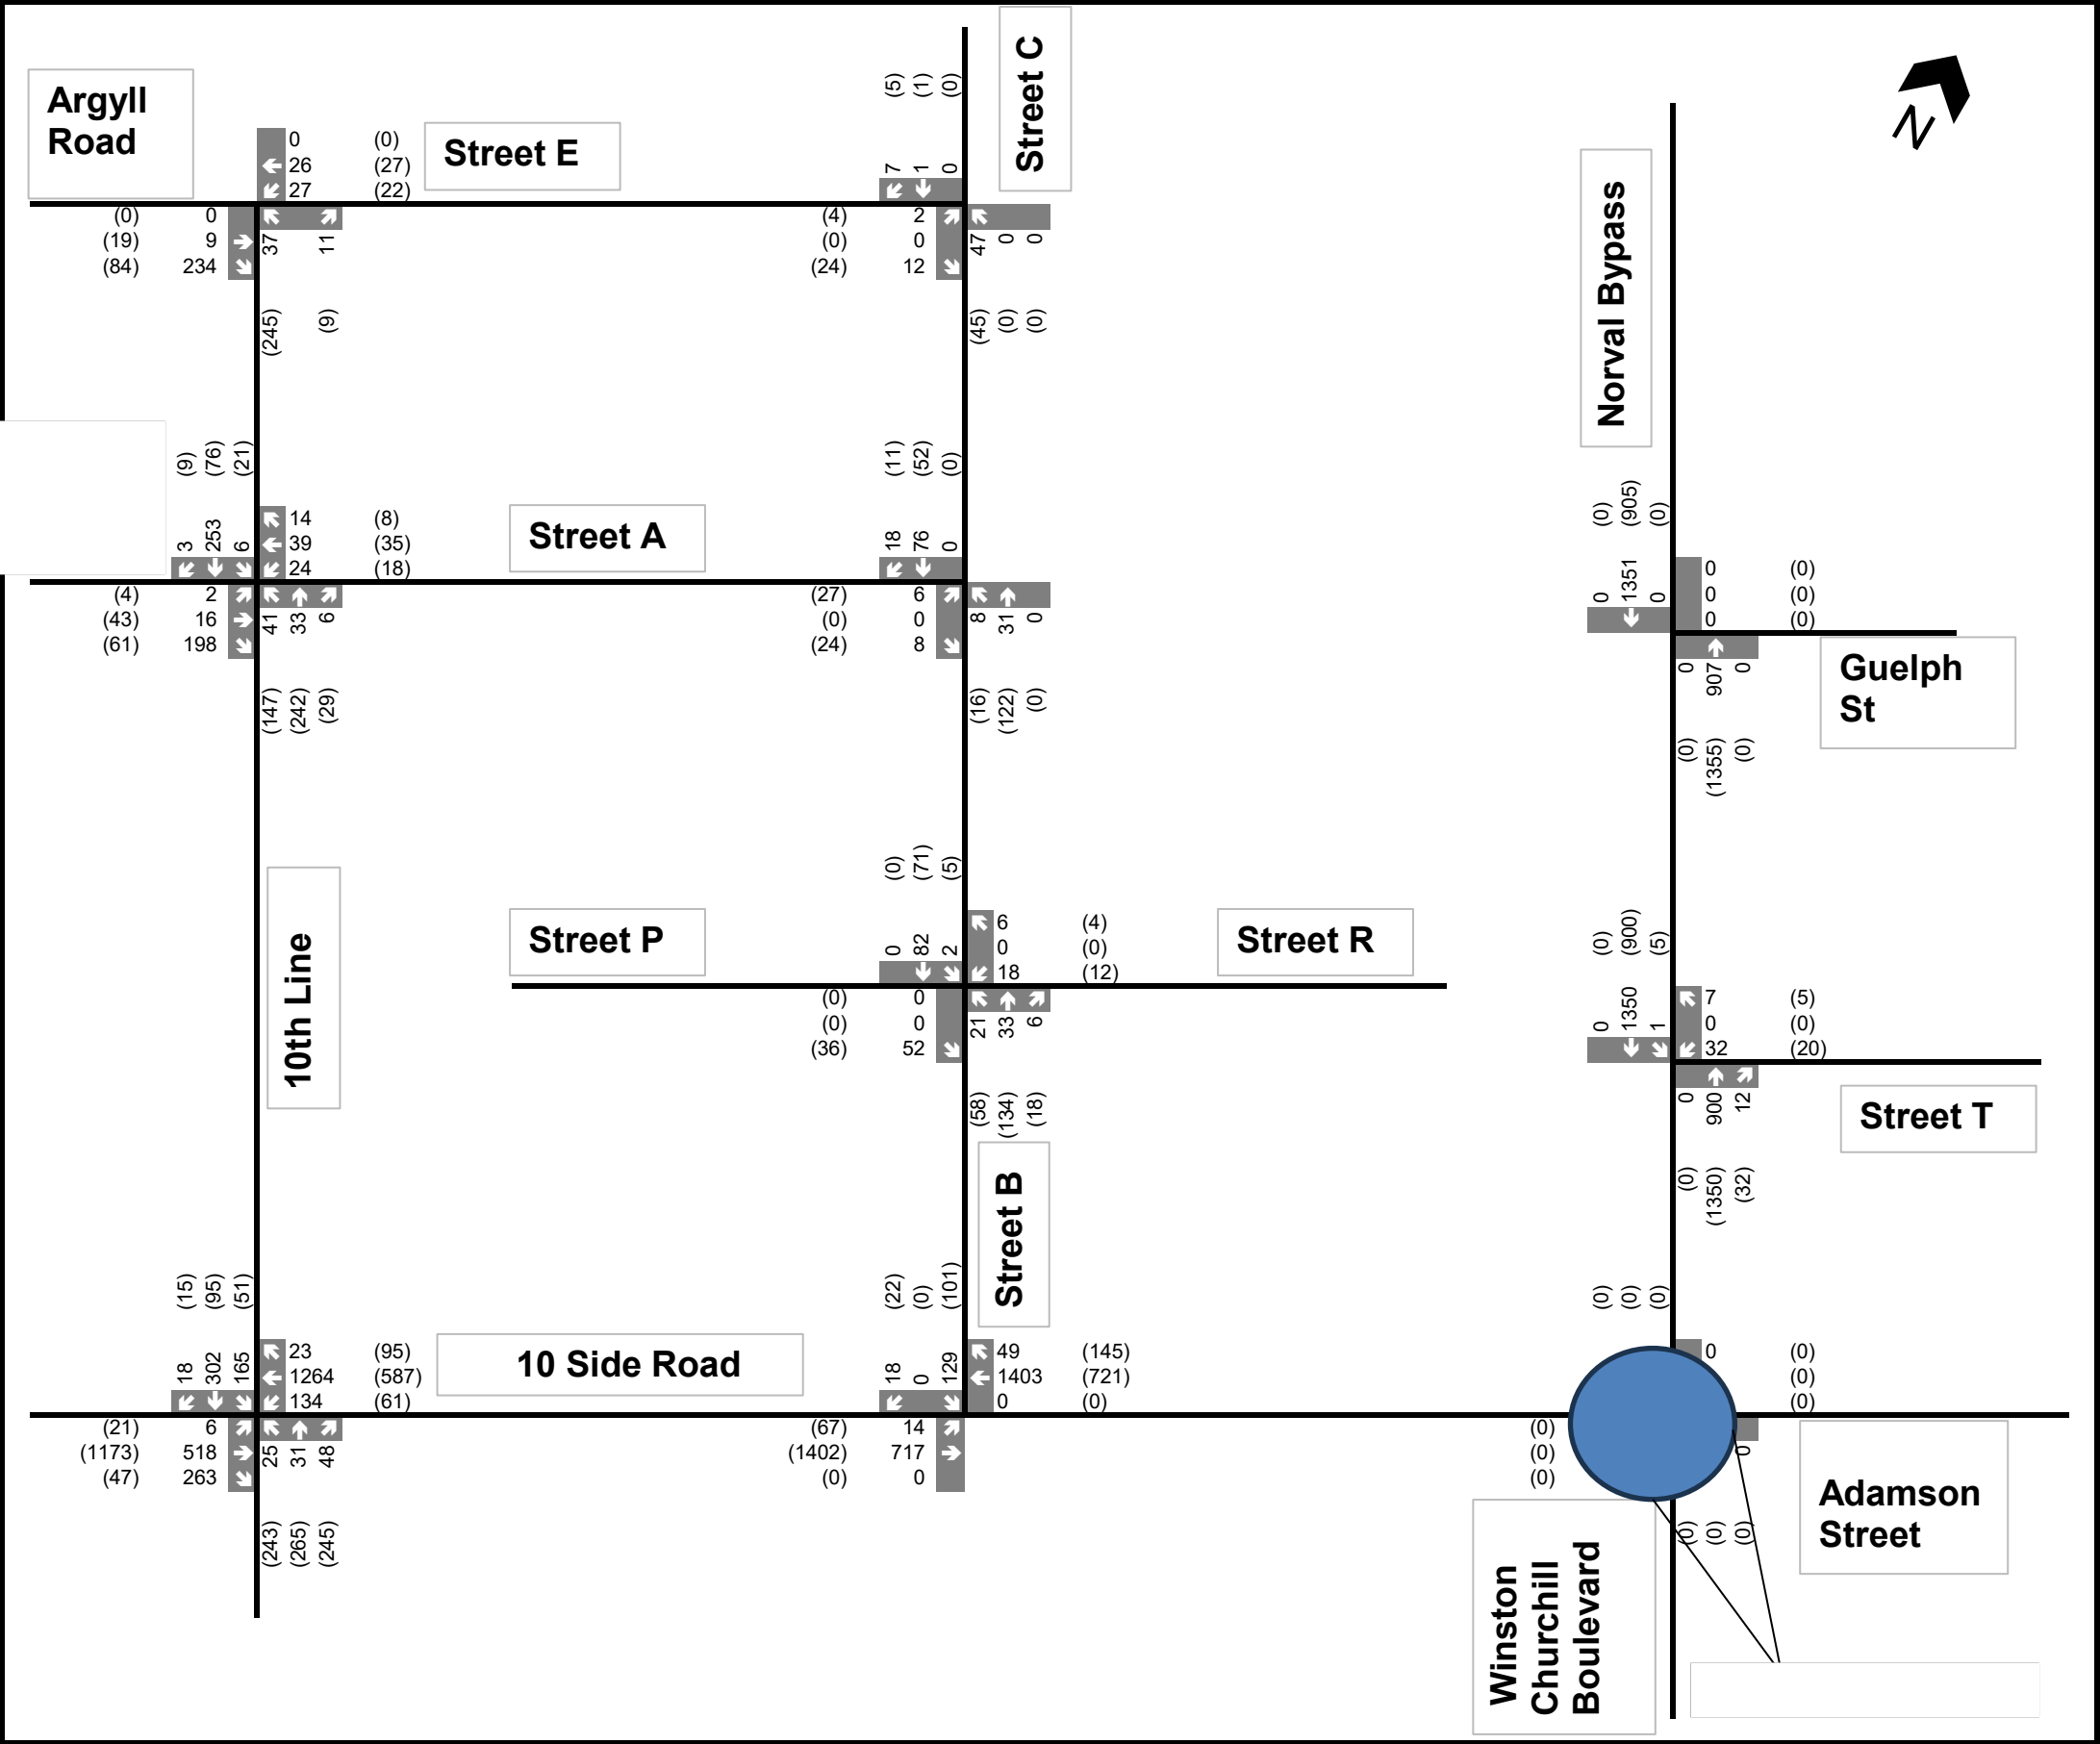 Argyll
Road
0 (0)
26 (27)
27 (22)
Street E
(5) (1) (0)
7 1 0
Street C
N
(0) 0
(19) 9
(84) 234
37 11
(245) (9)
(4) 2
(0) 0
(24) 12
47 0 0
(45) (0) (0)
Norval Bypass
(9) (76) (21)
3 253 6
14 (8)
39 (35)
24 (18)
Street A
(11) (52) (0)
18 76 0
(4) 2
(43) 16
(61) 198
41 33 6
(147) (242) (29)
(27) 6
(0) 0
(24) 8
8 31 0
(16) (122) (0)
(0) (905) (0)
0 1351 0
0 (0)
0 (0)
0 (0)
0 907 0
(0) (1355) (0)
Guelph
St
10th Line
(0) (71) (5)
0 82 2
Street P
6 (4)
0 (0)
18 (12)
Street R
(0) 0
(0) 0
(36) 52
21 33 6
(58) (134) (18)
(0) (900) (5)
0 1350 1
7 (5)
0 (0)
32 (20)
0 900 12
(0) (1350) (32)
Street T
Street B
(15) (95) (51)
18 302 165
23 (95)
1264 (587)
134 (61)
10 Side Road
(22) (0) (101)
18 0 129
49 (145)
1403 (721)
0 (0)
(21) 6
(1173) 518
(47) 263
25 31 48
(243) (265) (245)
(67) 14
(1402) 717
(0) 0
(0) (0) (0)
0 (0)
(0)
(0)
(0)
(0)
(0)
0
(0) (0) (0)
Winston
Churchill
Boulevard
Adamson
Street